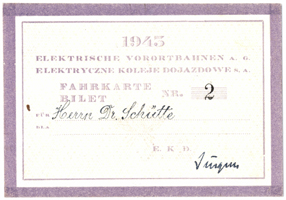 1943
ELEKTRISCHE VORORTBAHNEN A. G.
ELEKTRYCZNE KOLEJE DOJAZDOWE S. A.
FAHRKARTE
BILET NR. 2
FÜR Herrn Dr. Schütte
DLA
E. K. D.